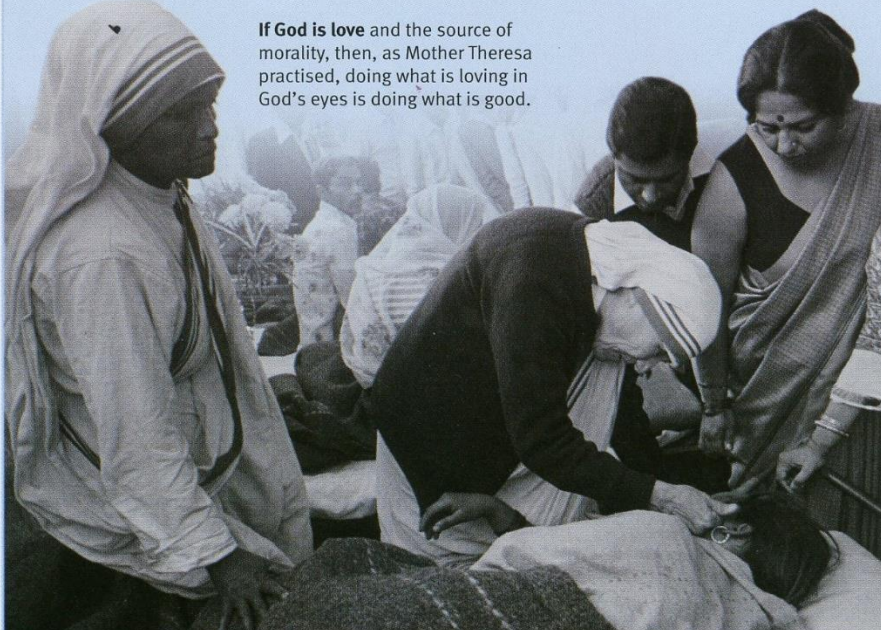 If God is love and the source of
morality, then, as Mother Theresa
practised, doing what is loving in
God's eyes is doing what is good.